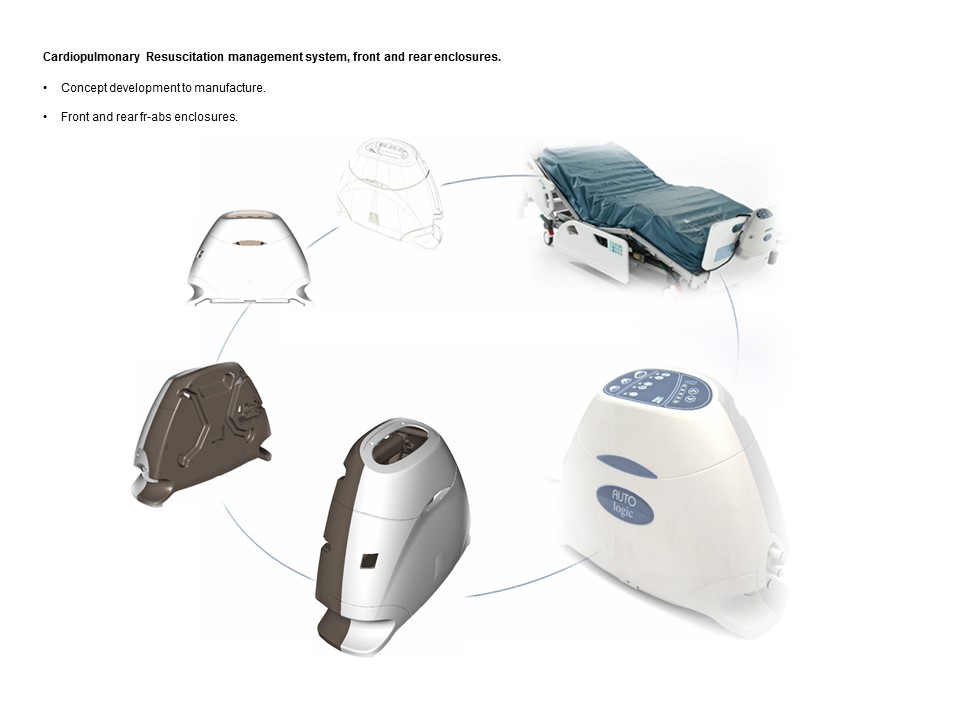 Cardiopulmonary Resuscitation management system, front and rear enclosures.
• Concept development to manufacture.
• Front and rear fr-abs enclosures.
AUTO
logic